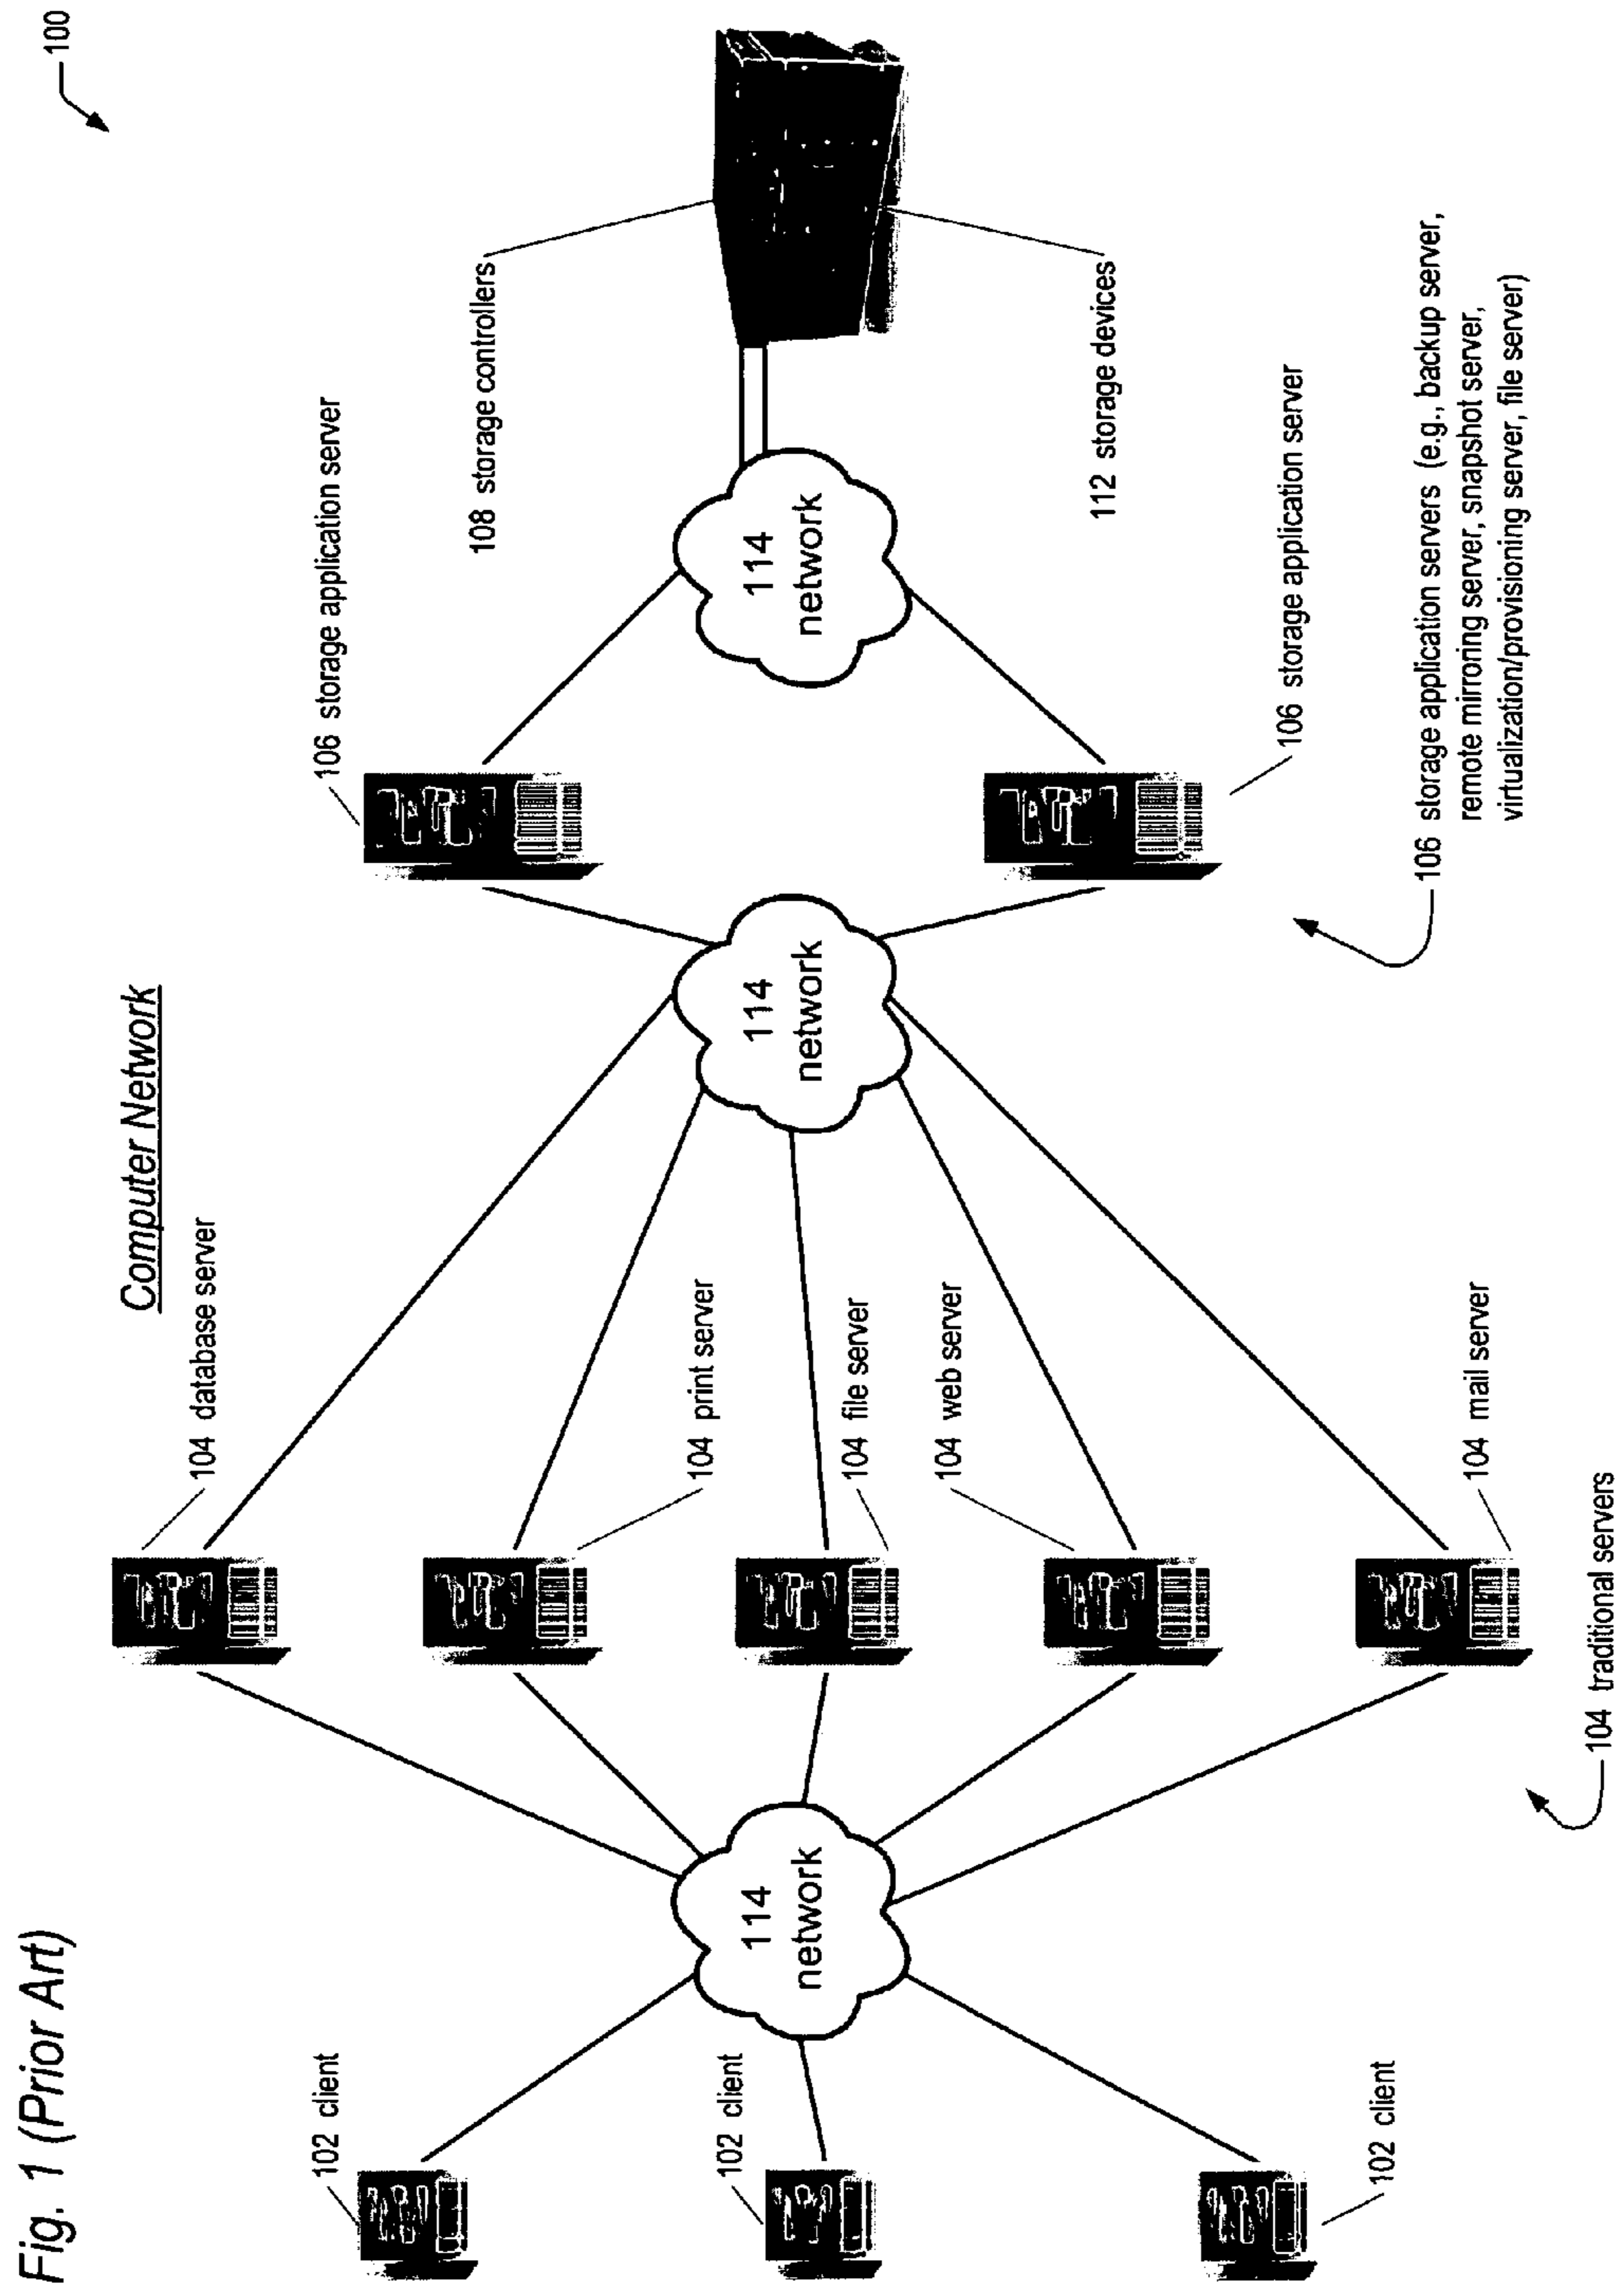 Fig. 1 (Prior Art)
Computer Network
100
102 client
102 client
102 client
114
network
104 database server
104 print server
104 file server
104 web server
104 mail server
104 traditional servers
114
network
106 storage application server
106 storage application server
106 storage application servers (e.g., backup server,
remote mirroring server, snapshot server,
virtualization/provisioning server, file server)
114
network
108 storage controllers
112 storage devices